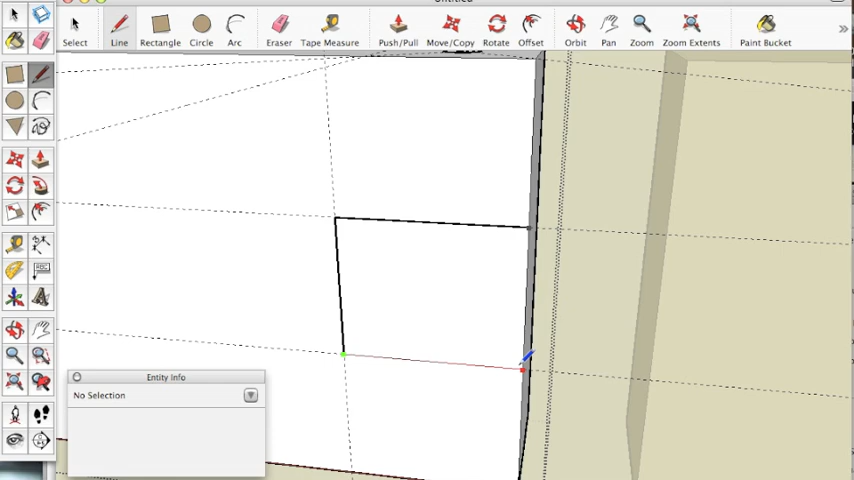 Untitled
Select
Line
Rectangle
Circle
Arc
Eraser
Tape Measure
Push/Pull
Move/Copy
Rotate
Offset
Orbit
Pan
Zoom
Zoom Extents
Paint Bucket
Entity Info
No Selection